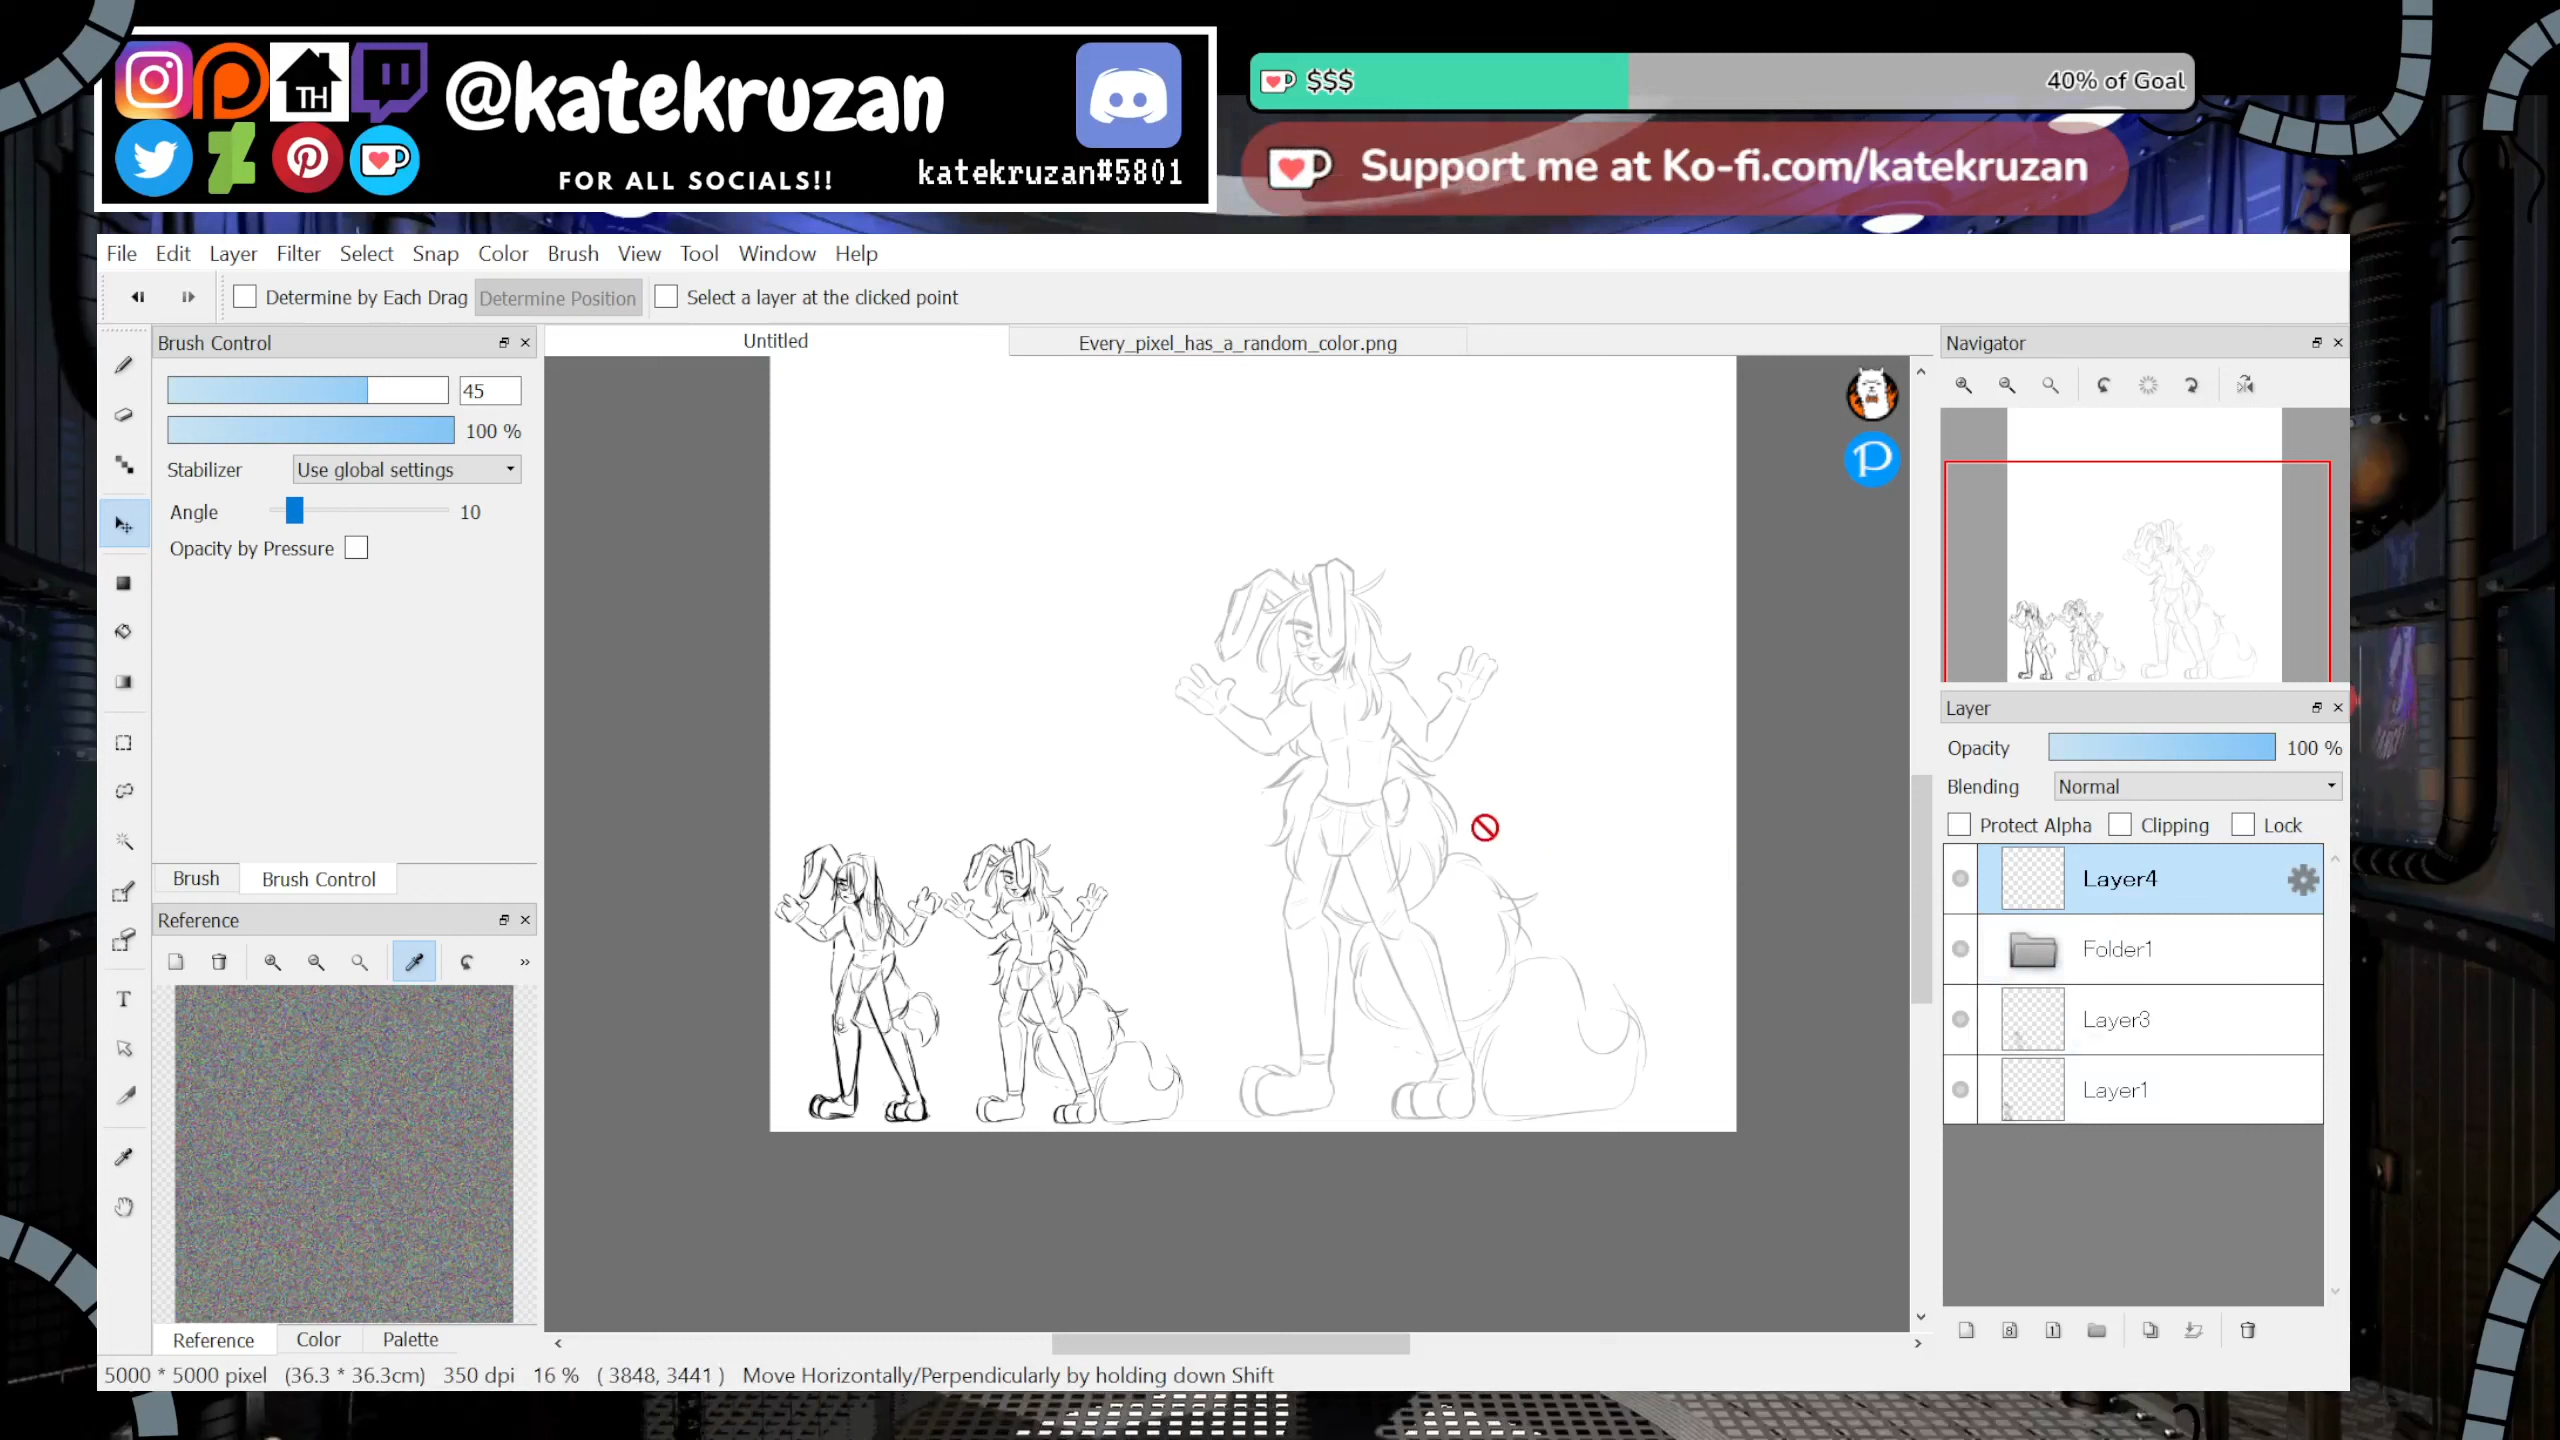 TH
@katekruzan
FOR ALL SOCIALS!!
katekruzan#5801
$$$
40% of Goal
Support me at Ko-fi.com/katekruzan
File Edit Layer Filter Select Snap Color Brush View Tool Window Help
Determine by Each Drag Determine Position Select a layer at the clicked point
Brush Control
45
100 %
Stabilizer Use global settings
Angle 10
Opacity by Pressure
Brush Brush Control
Reference
T
Reference Color Palette
Untitled Every_pixel_has_a_random_color.png
P
Navigator
Layer
Opacity 100 %
Blending Normal
Protect Alpha Clipping Lock
Layer4
Folder1
Layer3
Layer1
8 1
5000 * 5000 pixel (36.3 * 36.3cm) 350 dpi 16 % ( 3848, 3441 ) Move Horizontally/Perpendicularly by holding down Shift